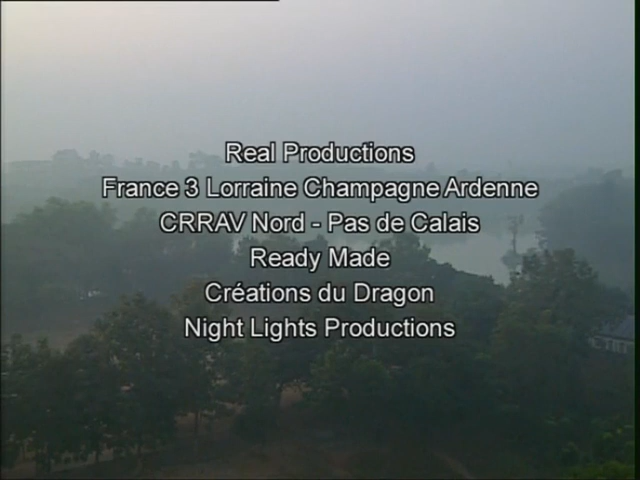 Real Productions
France 3 Lorraine Champagne Ardenne
CRRAV Nord - Pas de Calais
Ready Made
Créations du Dragon
Night Lights Productions